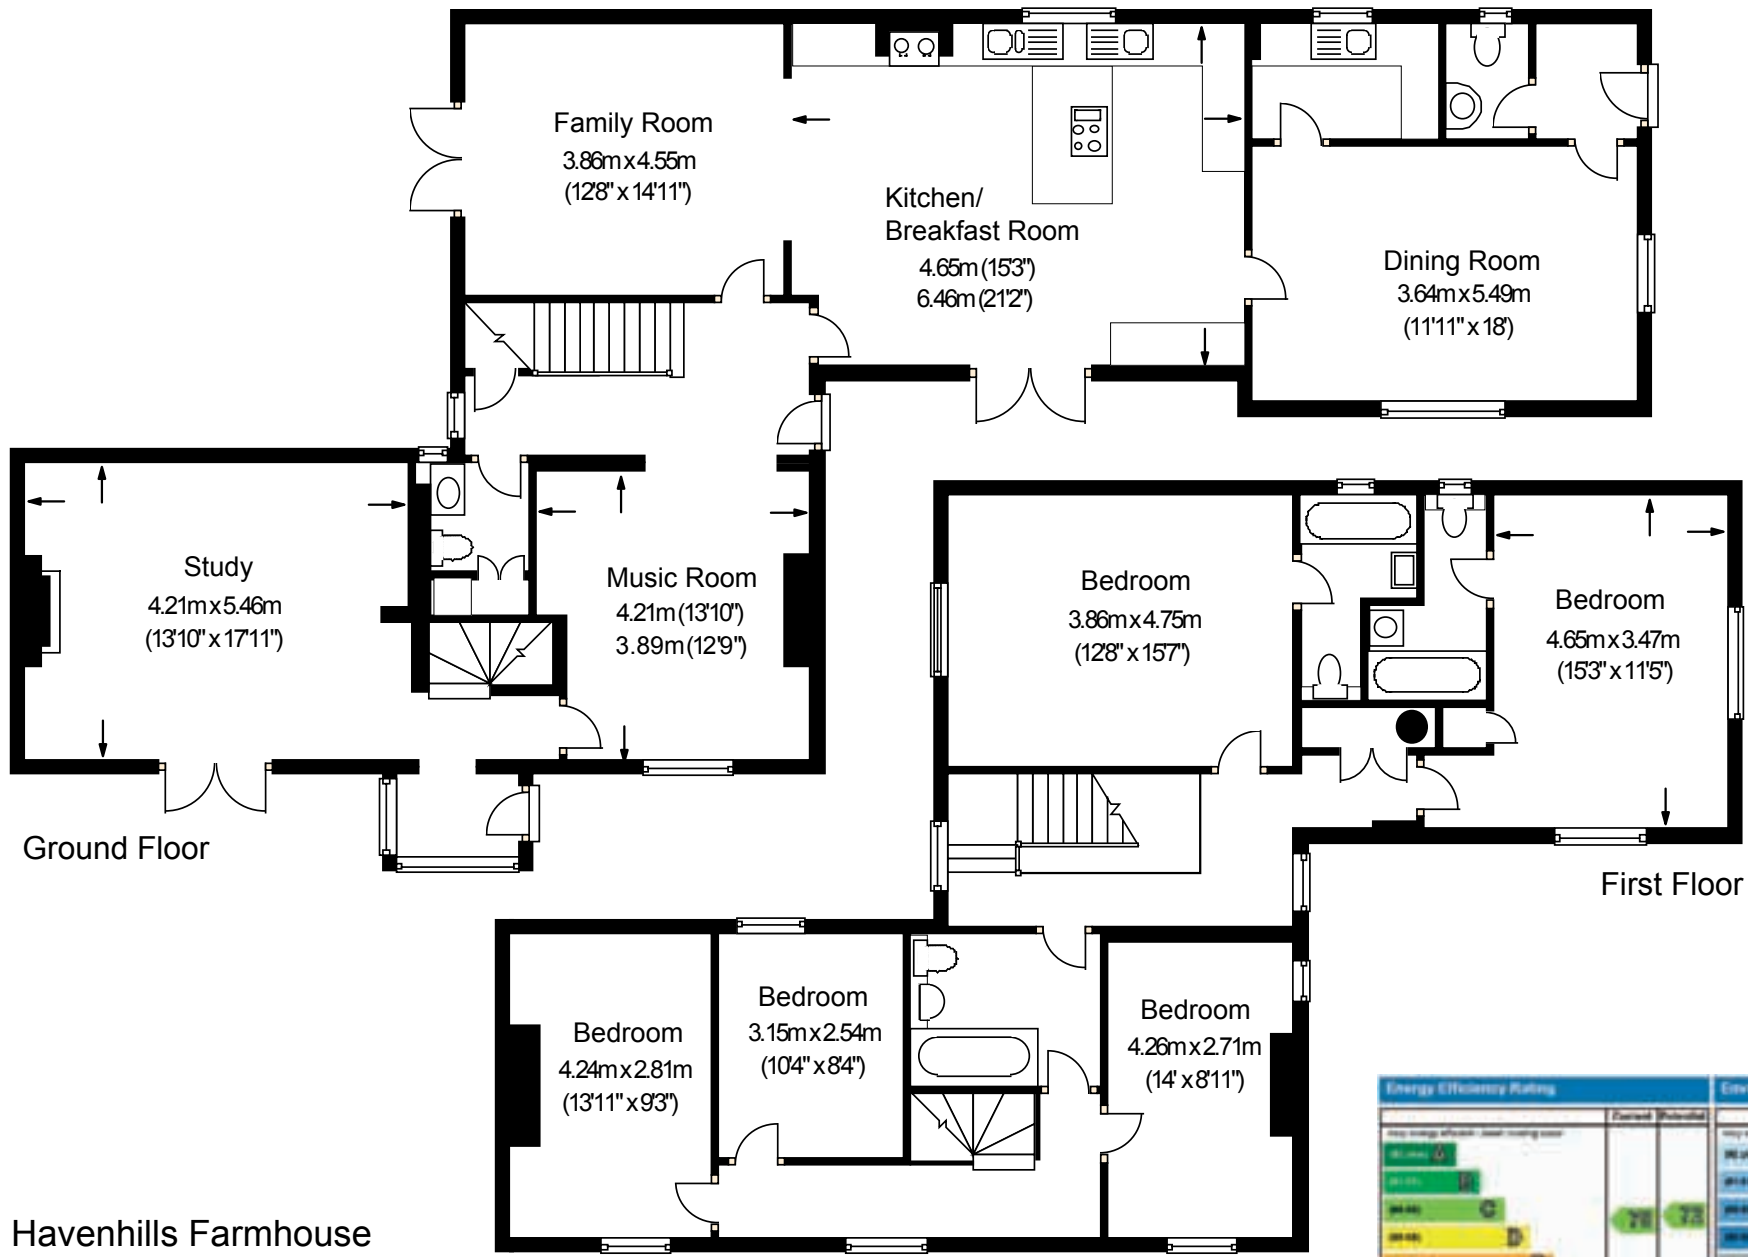 Family Room
3.86m x 4.55m
(12'8" x 14'11")
Kitchen/
Breakfast Room
4.65m (15'3")
6.46m (21'2")
Dining Room
3.64m x 5.49m
(11'11" x 18')
Study
4.21m x 5.46m
(13'10" x 17'11")
Music Room
4.21m (13'10")
3.89m (12'9")
Ground Floor
Bedroom
3.86m x 4.75m
(12'8" x 15'7")
Bedroom
4.65m x 3.47m
(15'3" x 11'5")
First Floor
Bedroom
4.24m x 2.81m
(13'11" x 9'3")
Bedroom
3.15m x 2.54m
(10'4" x 8'4")
Bedroom
4.26m x 2.71m
(14' x 8'11")
Havenhills Farmhouse
Energy Efficiency Rating
Current Potential
A
B
C
D